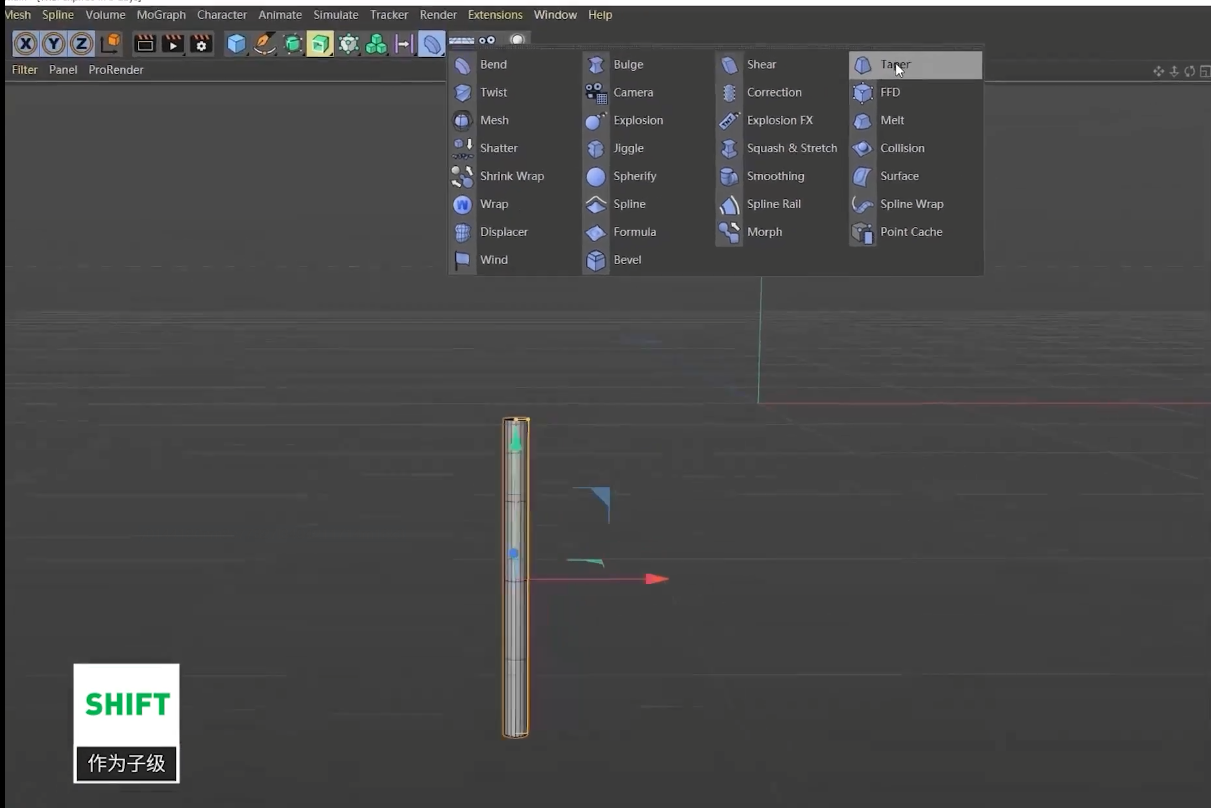 Mesh Spline Volume MoGraph Character Animate Simulate Tracker Render Extensions Window Help
Filter Panel ProRender
Bend Bulge Shear Taper
Twist Camera Correction FFD
Mesh Explosion Explosion FX Melt
Shatter Jiggle Squash & Stretch Collision
Shrink Wrap Spherify Smoothing Surface
Wrap Spline Spline Rail Spline Wrap
Displacer Formula Morph Point Cache
Wind Bevel
SHIFT
作为子级